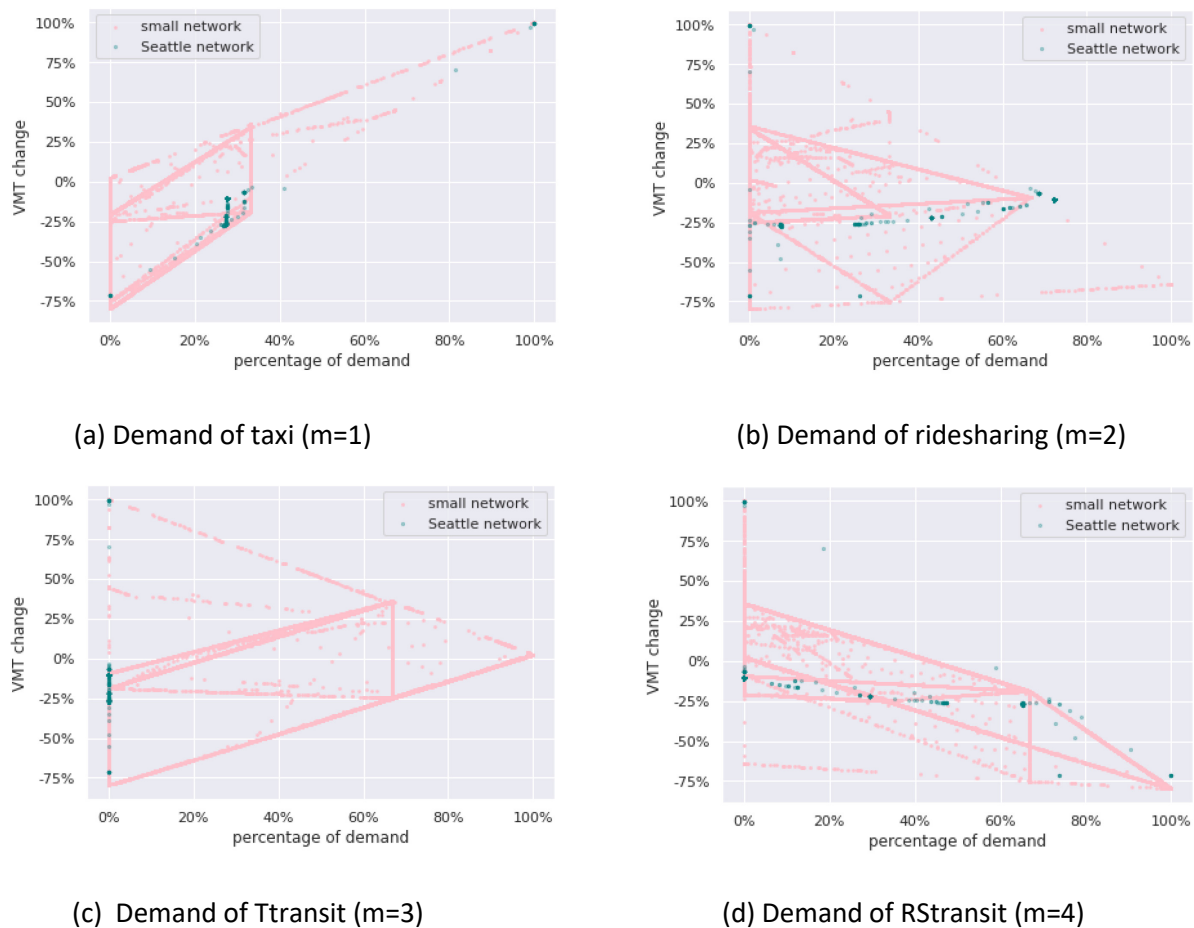 100%
75%
50%
25%
0%
-25%
-50%
-75%
VMT change
small network
Seattle network
0%
20%
40%
60%
80%
100%
percentage of demand
(a) Demand of taxi (m=1)
100%
75%
50%
25%
0%
-25%
-50%
-75%
VMT change
small network
Seattle network
0%
20%
40%
60%
80%
100%
percentage of demand
(b) Demand of ridesharing (m=2)
100%
75%
50%
25%
0%
-25%
-50%
-75%
VMT change
small network
Seattle network
0%
20%
40%
60%
80%
100%
percentage of demand
(c) Demand of Ttransit (m=3)
100%
75%
50%
25%
0%
-25%
-50%
-75%
VMT change
small network
Seattle network
0%
20%
40%
60%
80%
100%
percentage of demand
(d) Demand of RStransit (m=4)